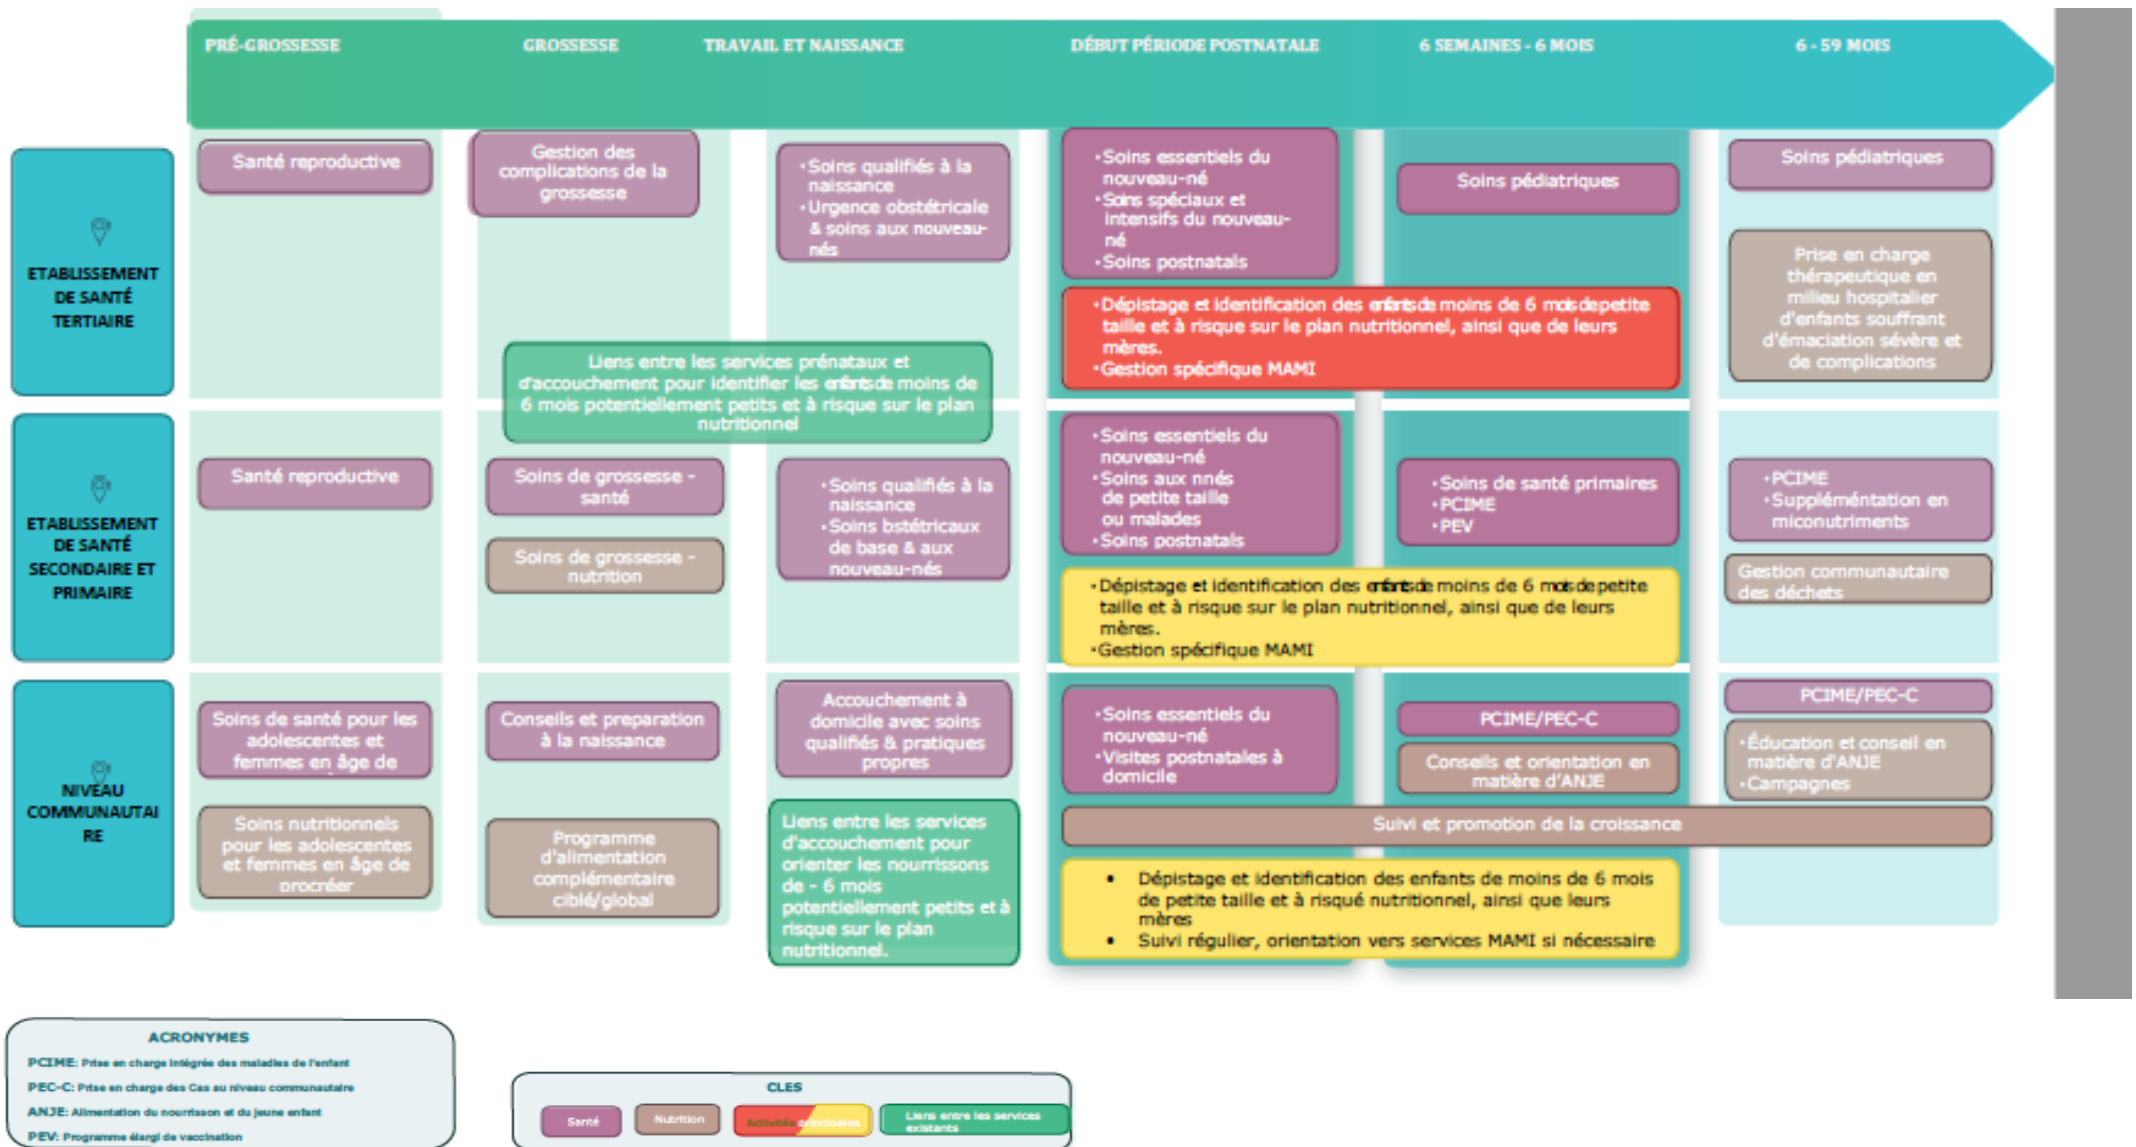 PRÉ-GROSSESSE
GROSSESSE
TRAVAIL ET NAISSANCE
DÉBUT PÉRIODE POSTNATALE
6 SEMAINES - 6 MOIS
6 - 59 MOIS
ETABLISSEMENT
DE SANTÉ
TERTIAIRE
Santé reproductive
Gestion des
complications de la
grossesse
•Soins qualifiés à la
naissance
•Urgence obstétricale
& soins aux nouveau-
nés
•Soins essentiels du
nouveau-né
•Soins spéciaux et
intensifs du nouveau-
né
•Soins postnatals
Soins pédiatriques
Soins pédiatriques
Prise en charge
thérapeutique en
milieu hospitalier
d'enfants souffrant
d'émaciation sévère et
de complications
•Dépistage et identification des enfants de moins de 6 mois de petite
taille et à risque sur le plan nutritionnel, ainsi que de leurs
mères.
•Gestion spécifique MAMI
Liens entre les services prénataux et
d'accouchement pour identifier les enfants de moins de
6 mois potentiellement petits et à risque sur le plan
nutritionnel
ETABLISSEMENT
DE SANTÉ
SECONDAIRE ET
PRIMAIRE
Santé reproductive
Soins de grossesse -
santé
Soins de grossesse -
nutrition
•Soins qualifiés à la
naissance
•Soins bstétricaux
de base & aux
nouveau-nés
•Soins essentiels du
nouveau-né
•Soins aux nnés
de petite taille
ou malades
•Soins postnatals
•Soins de santé primaires
•PCIME
•PEV
•PCIME
•Suppléméntation en
miconutriments
Gestion communautaire
des déchets
•Dépistage et identification des enfants de moins de 6 mois de petite
taille et à risque sur le plan nutritionnel, ainsi que de leurs
mères.
•Gestion spécifique MAMI
NIVEAU
COMMUNAUTAI
RE
Soins de santé pour les
adolescentes et
femmes en âge de
Soins nutritionnels
pour les adolescentes
et femmes en âge de
procréer
Conseils et preparation
à la naissance
Programme
d'alimentation
complémentaire
ciblé/global
Accouchement à
domicile avec soins
qualifiés & pratiques
propres
Liens entre les services
d'accouchement pour
orienter les nourrissons
de - 6 mois
potentiellement petits et à
risque sur le plan
nutritionnel.
•Soins essentiels du
nouveau-né
•Visites postnatales à
domicile
PCIME/PEC-C
Conseils et orientation en
matière d'ANJE
PCIME/PEC-C
•Éducation et conseil en
matière d'ANJE
•Campagnes
Suivi et promotion de la croissance
• Dépistage et identification des enfants de moins de 6 mois
de petite taille et à risqué nutritionnel, ainsi que leurs
mères
• Suivi régulier, orientation vers services MAMI si nécessaire
ACRONYMES
PCIME: Prise en charge intégrée des maladies de l'enfant
PEC-C: Prise en charge des Cas au niveau communautaire
ANJE: Alimentation du nourrisson et du jeune enfant
PEV: Programme élargi de vaccination
CLES
Santé
Nutrition
Activités principales
Liens entre les services
existants